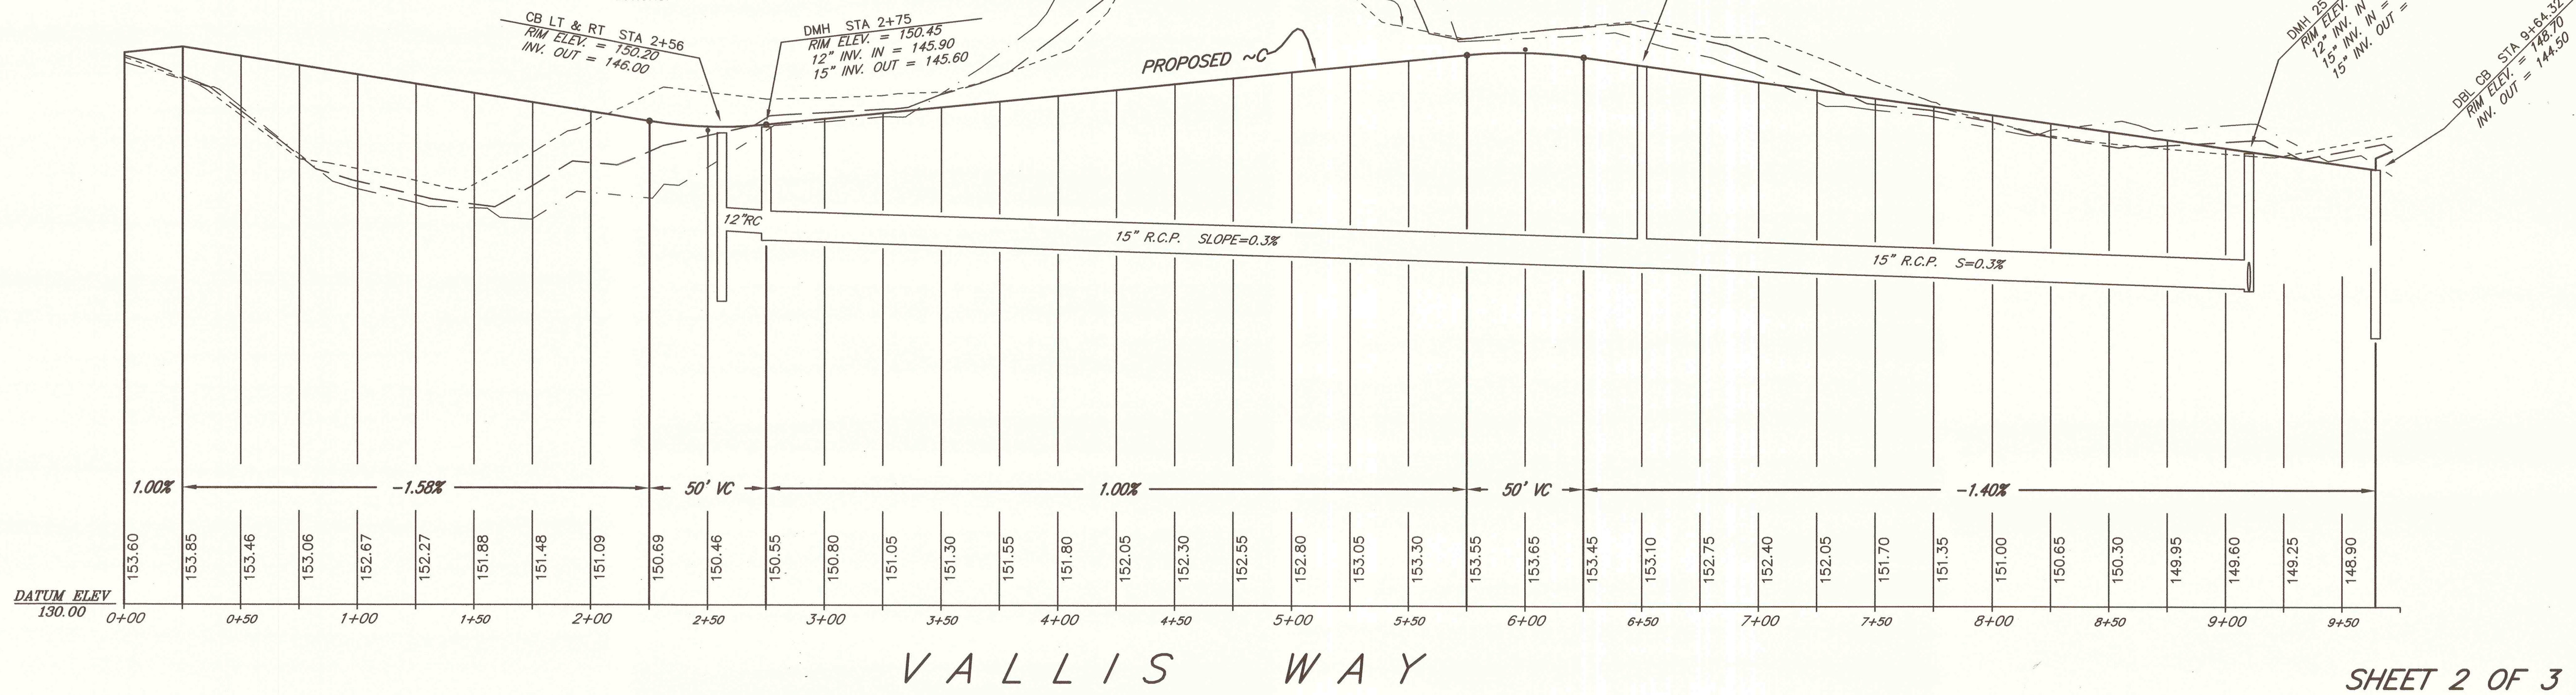 CB LT & RT STA 2+56
RIM ELEV. = 150.20
INV. OUT = 146.00
DMH STA 2+75
RIM ELEV. = 150.45
12" INV. IN = 145.90
15" INV. OUT = 145.60
PROPOSED ~C
DMH 25
RIM ELEV.
12" INV. IN
15" INV. IN =
15" INV. OUT =
DBL CB STA 9+64.32
RIM ELEV. = 148.70
INV. OUT = 144.50
12"RC
15" R.C.P. SLOPE=0.3%
15" R.C.P. S=0.3%
1.00% -1.58% 50' VC 1.00% 50' VC -1.40%
153.60 153.85 153.46 153.06 152.67 152.27 151.88 151.48 151.09 150.69 150.46 150.55 150.80 151.05 151.30 151.55 151.80 152.05 152.30 152.55 152.80 153.05 153.30 153.55 153.65 153.45 153.10 152.75 152.40 152.05 151.70 151.35 151.00 150.65 150.30 149.95 149.60 149.25 148.90
DATUM ELEV
130.00
0+00 0+50 1+00 1+50 2+00 2+50 3+00 3+50 4+00 4+50 5+00 5+50 6+00 6+50 7+00 7+50 8+00 8+50 9+00 9+50
VALLIS WAY
SHEET 2 OF 3